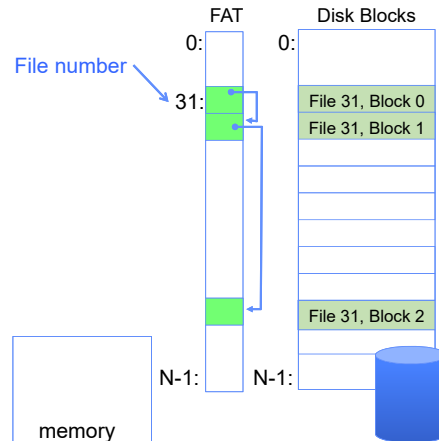 FAT
Disk Blocks
0:
0:
File number
31:
File 31, Block 0
File 31, Block 1
File 31, Block 2
N-1:
N-1:
memory